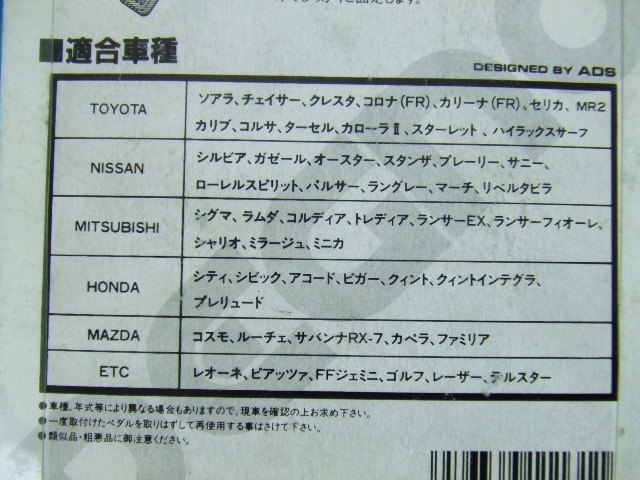 に固定します。
■適合車種
DESIGNED BY ADS
TOYOTA
ソアラ、チェイサー、クレスタ、コロナ(FR)、カリーナ(FR)、セリカ、MR2
カリブ、コルサ、ターセル、カローラⅡ、スターレット、ハイラックスサーフ
NISSAN
シルビア、ガゼール、オースター、スタンザ、プレーリー、サニー、
ローレルスピリット、パルサー、ラングレー、マーチ、リベルタビラ
MITSUBISHI
シグマ、ラムダ、コルディア、トレディア、ランサーEX、ランサーフィオーレ、
シャリオ、ミラージュ、ミニカ
HONDA
シティ、シビック、アコード、ビガー、クィント、クィントインテグラ、
プレリュード
MAZDA
コスモ、ルーチェ、サバンナRX-7、カペラ、ファミリア
ETC
レオーネ、ピアッツァ、FFジェミニ、ゴルフ、レーザー、テルスター
●車種、年式等により異なる場合もありますので。現車を確認の上お求め下さい。
●一度取付けたペダルを取りはずして再使用する事はさけて下さい。
●類似品・粗悪品に御注意ください。